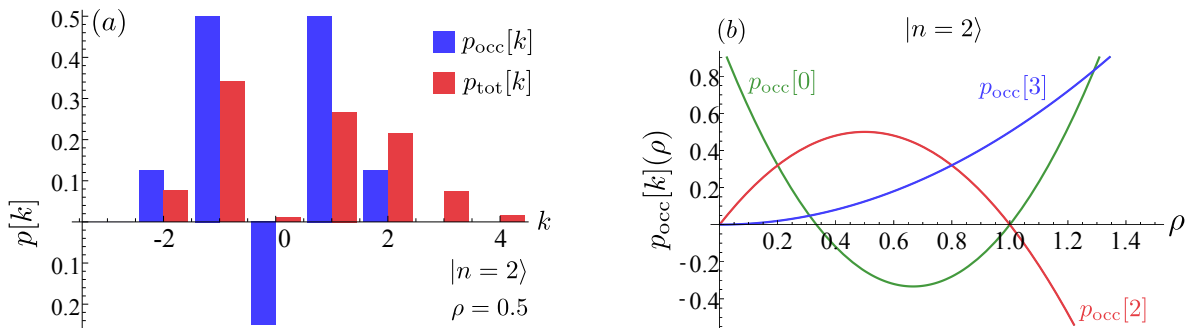 (a)
0.5
0.4
0.3
0.2
0.1
0.1
0.2
p[k]
-2
0
2
4
k
p_occ[k]
p_tot[k]
|n = 2⟩
ρ = 0.5
(b)
|n = 2⟩
0.8
0.6
0.4
0.2
-0.2
-0.4
p_occ[k](ρ)
0.2
0.4
0.6
0.8
1.0
1.2
1.4
ρ
p_occ[0]
p_occ[3]
p_occ[2]